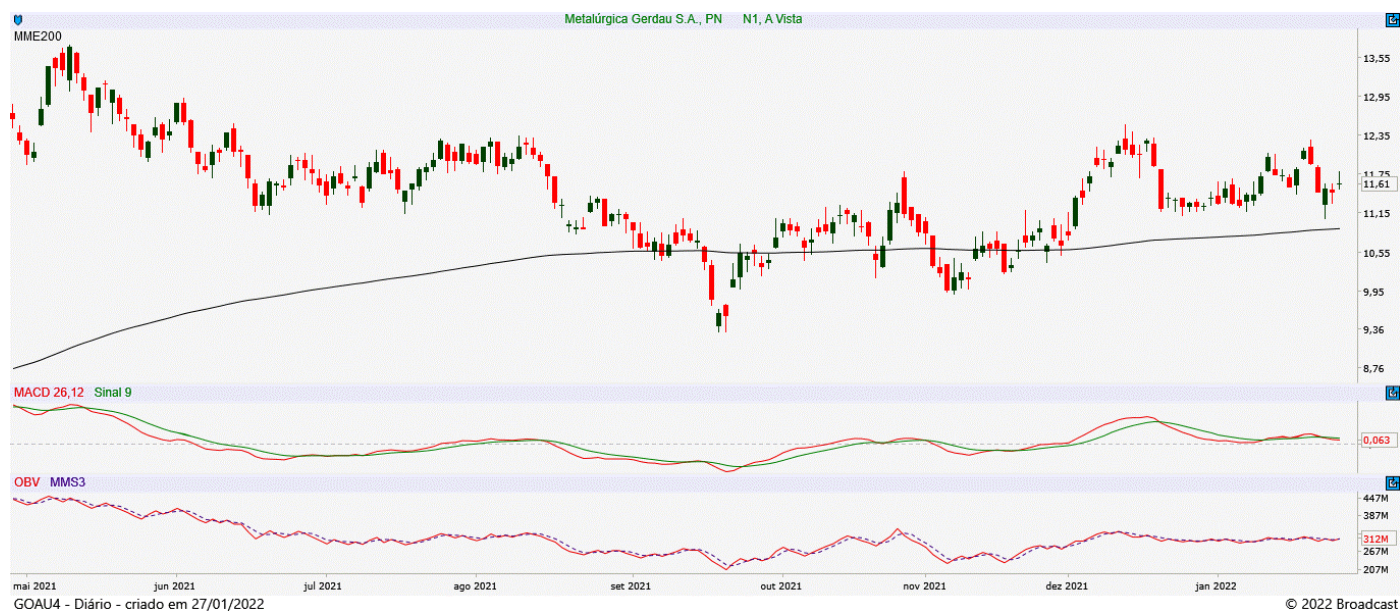 Metalúrgica Gerdau S.A., PN N1, A Vista
MME200
13,55
12,95
12,35
11,75
11,61
11,15
10,55
9,95
9,36
8,76
MACD 26,12 Sinal 9
0,063
OBV MMS3
447M
387M
312M
267M
207M
mai 2021 jun 2021 jul 2021 ago 2021 set 2021 out 2021 nov 2021 dez 2021 jan 2022
GOAU4 - Diário - criado em 27/01/2022 © 2022 Broadcast